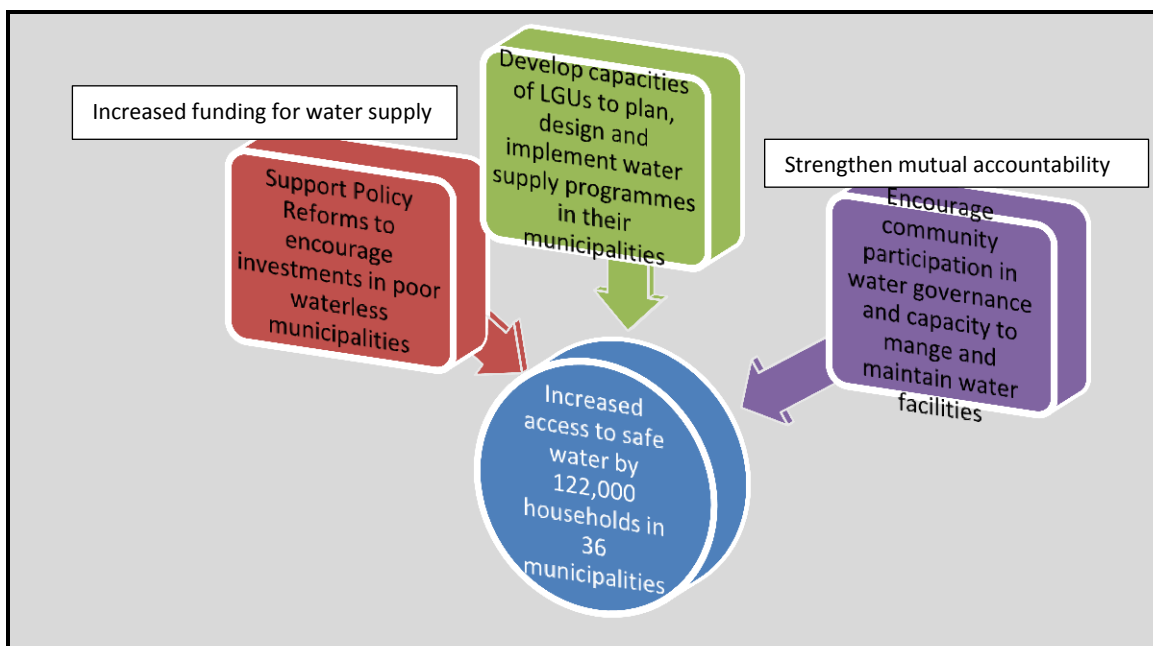 Increased funding for water supply
Support Policy
Reforms to
encourage
investments in poor
waterless
municipalities
Develop capacities
of LGUs to plan,
design and
implement water
supply programmes
in their
municipalities
Strengthen mutual accountability
Encourage
community
participation in
water governance
and capacity to
mange and
maintain water
facilities
Increased
access to safe
water by
122,000
households in
36
municipalities